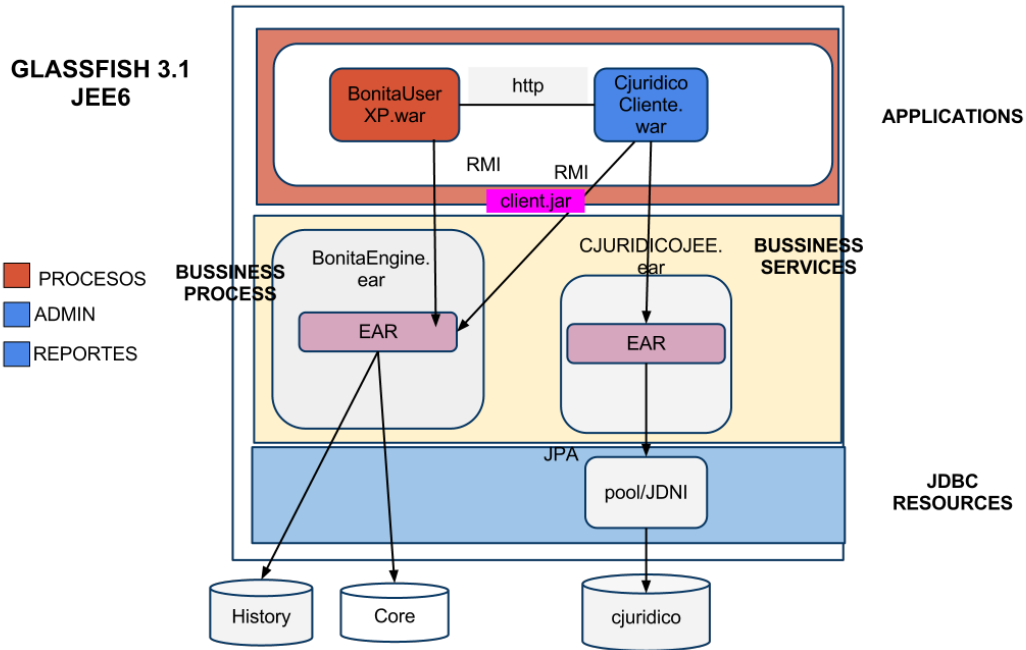 GLASSFISH 3.1
JEE6
BonitaUser
XP.war
http
Cjuridico
Cliente.
war
APPLICATIONS
RMI
RMI
client.jar
BonitaEngine.
ear
CJURIDICOJEE.
ear
BUSSINESS
SERVICES
BUSSINESS
PROCESS
PROCESOS
ADMIN
REPORTES
EAR
EAR
JPA
pool/JDNI
JDBC
RESOURCES
History
Core
cjuridico